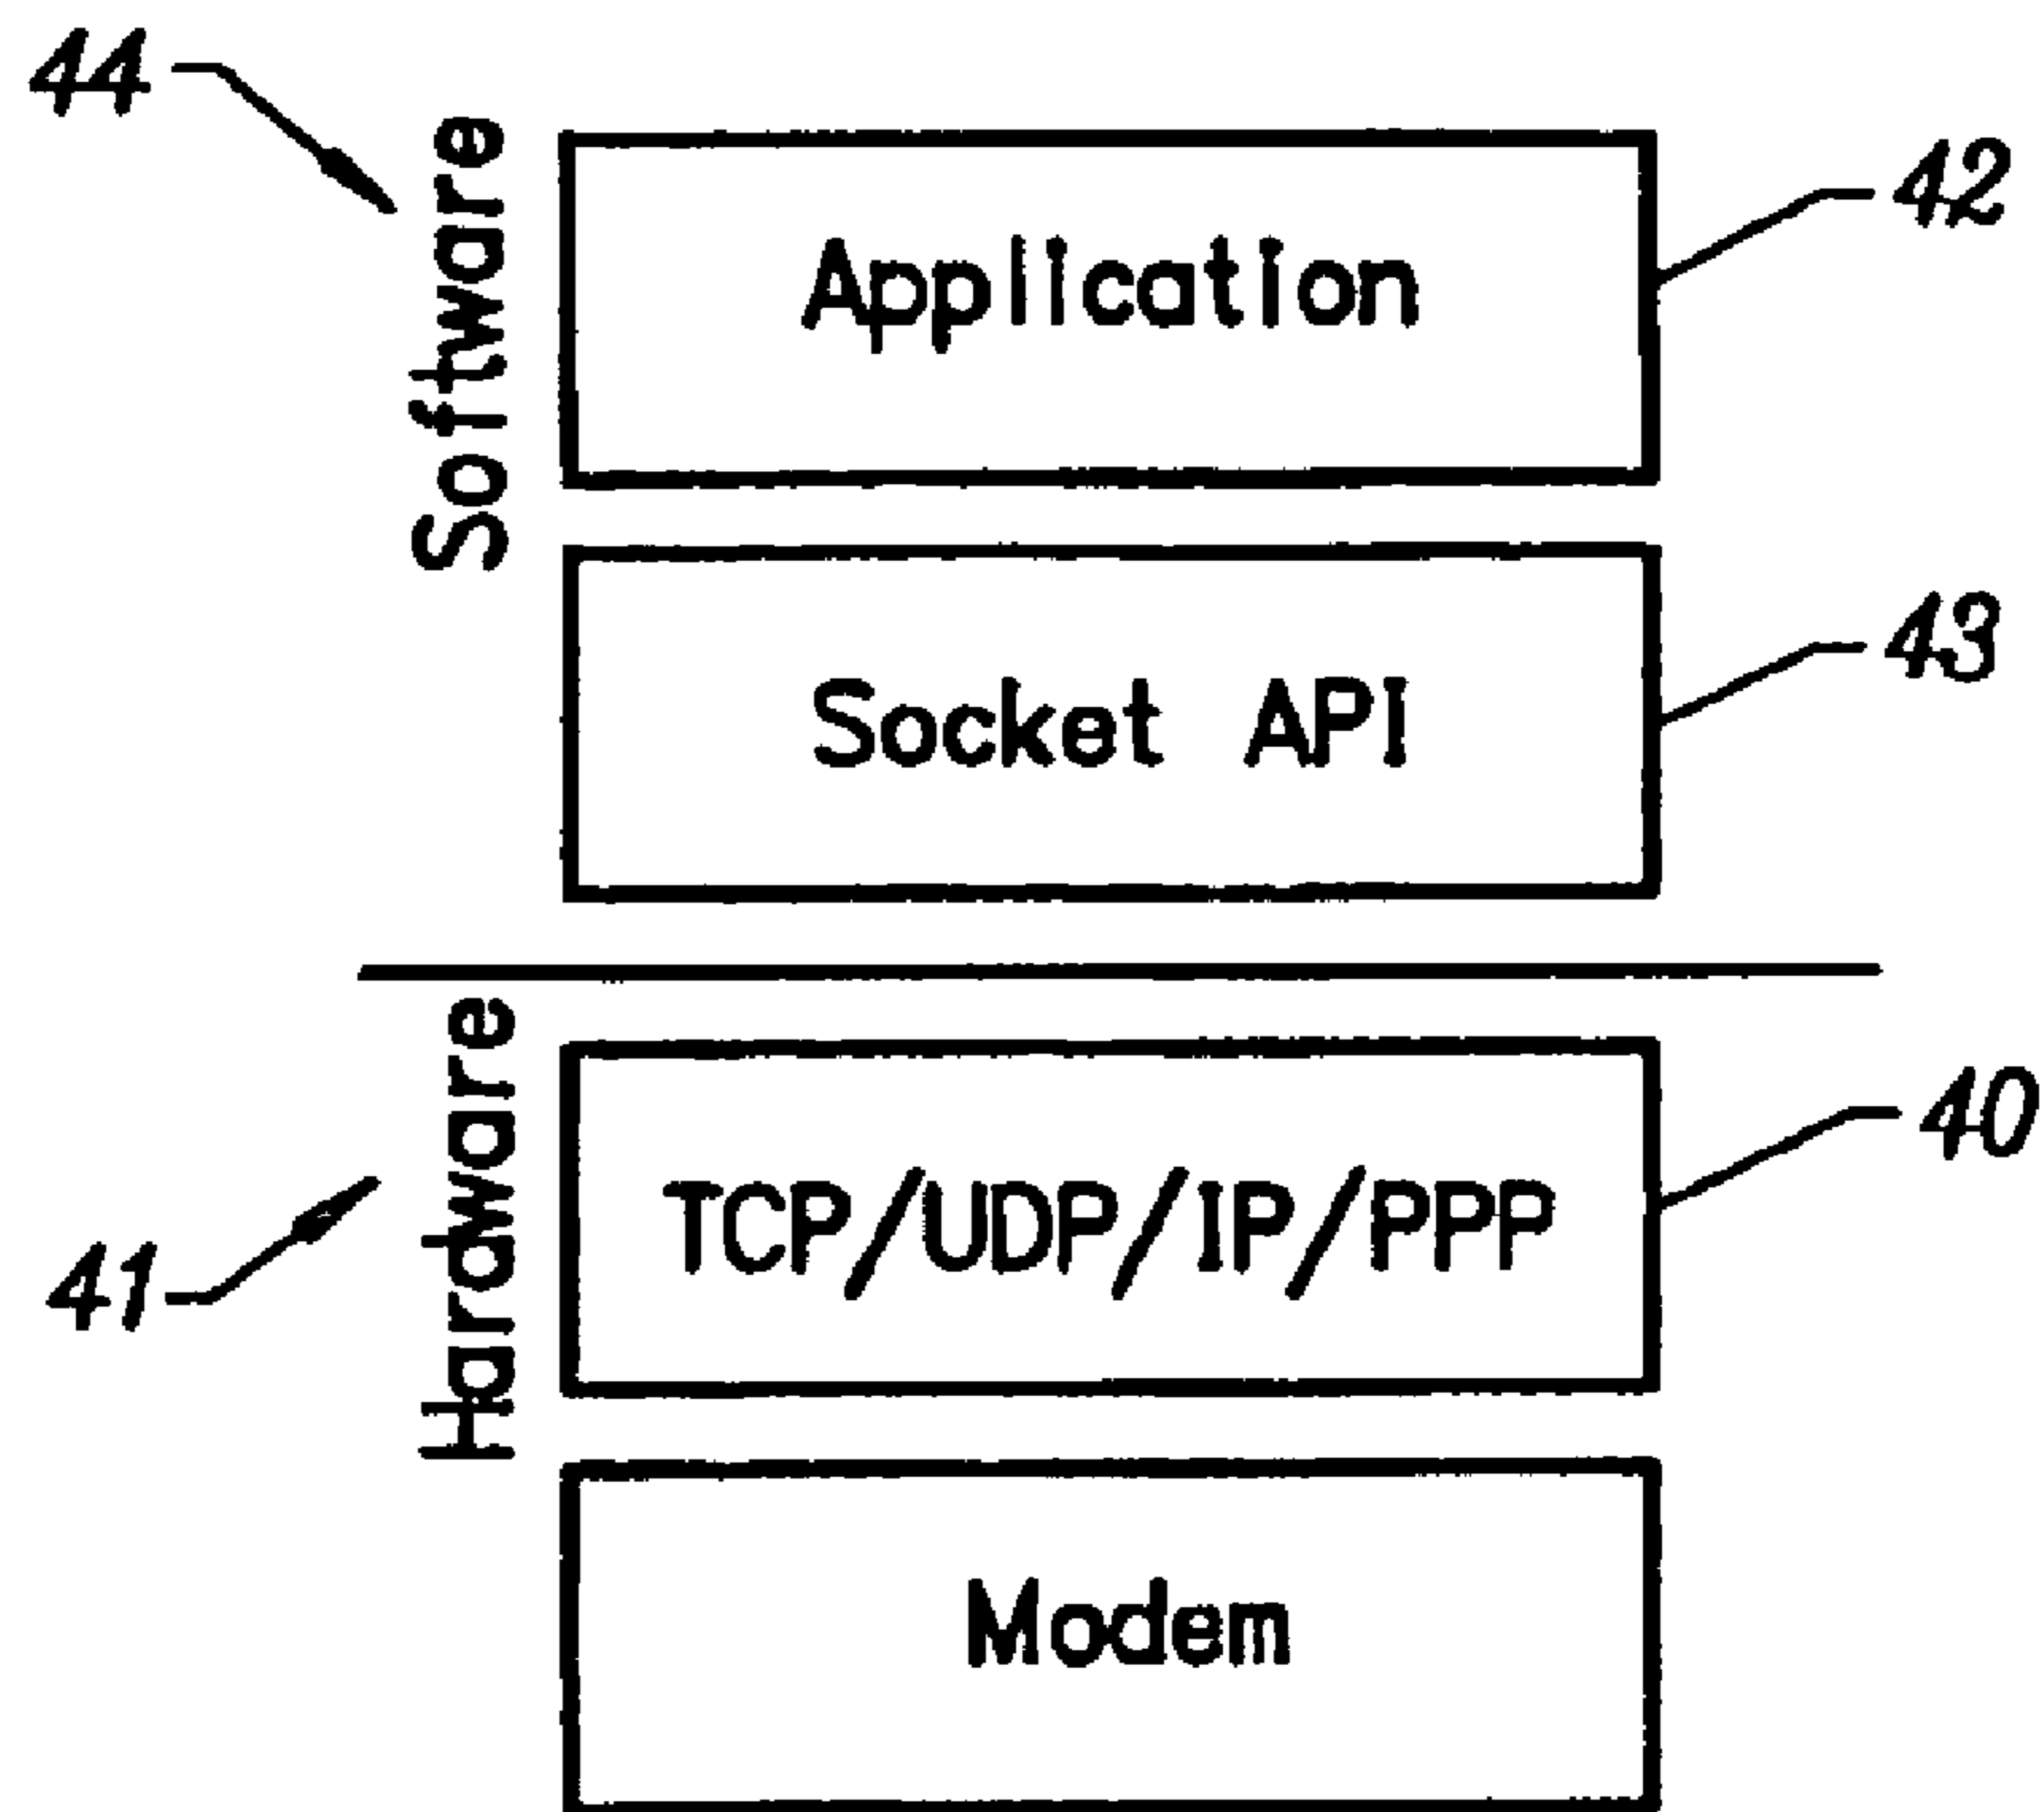 44
Software
Application
42
Socket API
43
Hardware
41
TCP/UDP/IP/PPP
40
Modem